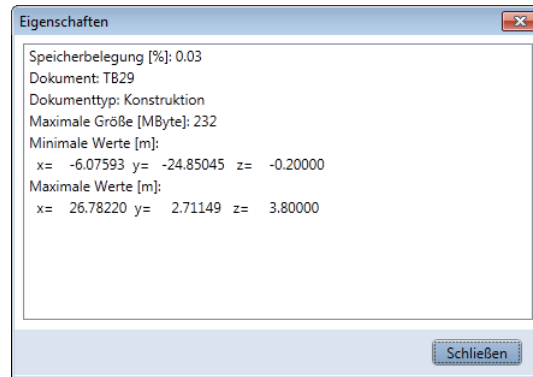 Eigenschaften
Speicherbelegung [%]: 0.03
Dokument: TB29
Dokumenttyp: Konstruktion
Maximale Größe [MByte]: 232
Minimale Werte [m]:
x= -6.07593 y= -24.85045 z= -0.20000
Maximale Werte [m]:
x= 26.78220 y= 2.71149 z= 3.80000
Schließen